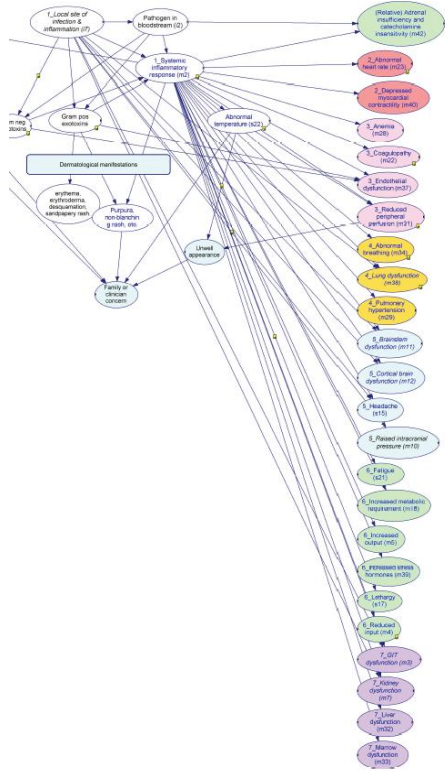 1_Local site of
infection &
inflammation (i7)
Pathogen in
bloodstream (i2)
(Relative) Adrenal
insufficiency and
catecholamine
insensitivity (m42)
1_Systemic
inflammatory
response (m2)
2_Abnormal
heart rate (m23)
2_Depressed
myocardial
contractility (m40)
m neg
otoxins
Gram pos
exotoxins
Abnormal
temperature (s22)
3_Anemia
(m28)
3_Coagulopathy
(m22)
Dermatological manifestations
3_Endothelial
dysfunction (m37)
erythema,
erythroderma,
desquamation,
sandpapery rash
Purpura,
non-blanchin
g rash, etc
3_Reduced
peripheral
perfusion (m31)
Unwell
appearance
4_Abnormal
breathing (m34)
Family or
clinician
concern
4_Lung dysfunction
(m38)
4_Pulmonary
hypertension
(m29)
5_Brainstem
dysfunction (m11)
5_Cortical brain
dysfunction (m12)
5_Headache
(s15)
5_Raised intracranial
pressure (m10)
6_Fatigue
(s21)
6_Increased metabolic
requirement (m18)
6_Increased
output (m5)
6_Increased stress
hormones (m39)
6_Lethargy
(s17)
6_Reduced
input (m4)
7_GIT
dysfunction (m3)
7_Kidney
dysfunction
(m7)
7_Liver
dysfunction
(m32)
7_Marrow
dysfunction
(m33)